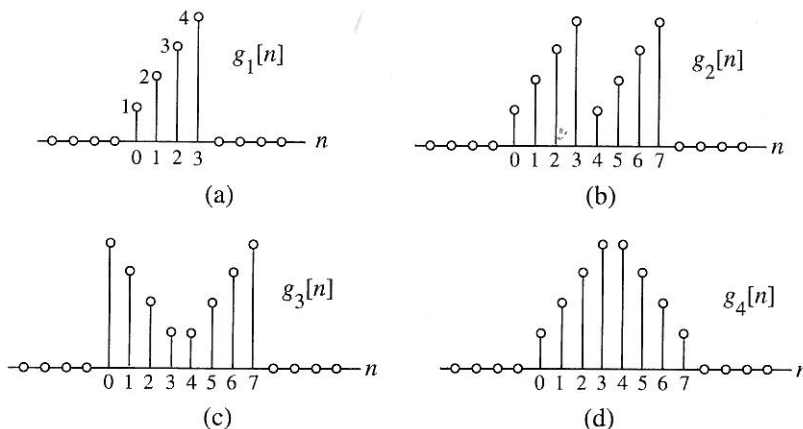 4
3
2
1
g1[n]
n
0 1 2 3
(a)
g2[n]
n
0 1 2 3 4 5 6 7
(b)
g3[n]
n
0 1 2 3 4 5 6 7
(c)
g4[n]
0 1 2 3 4 5 6 7
(d)